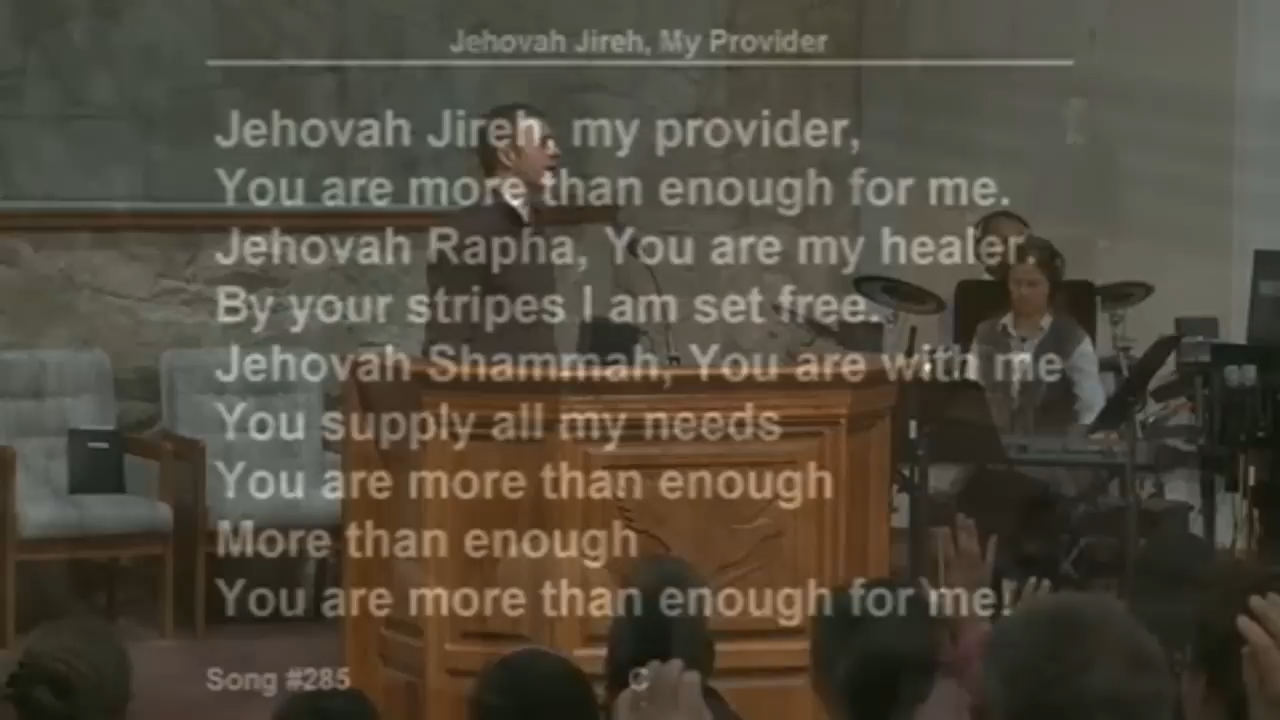 Jehovah Jireh, My Provider
Jehovah Jireh, my provider,
You are more than enough for me.
Jehovah Rapha, You are my healer,
By your stripes I am set free.
Jehovah Shammah, You are with me
You supply all my needs
You are more than enough
More than enough
You are more than enough for me!
Song #285
C